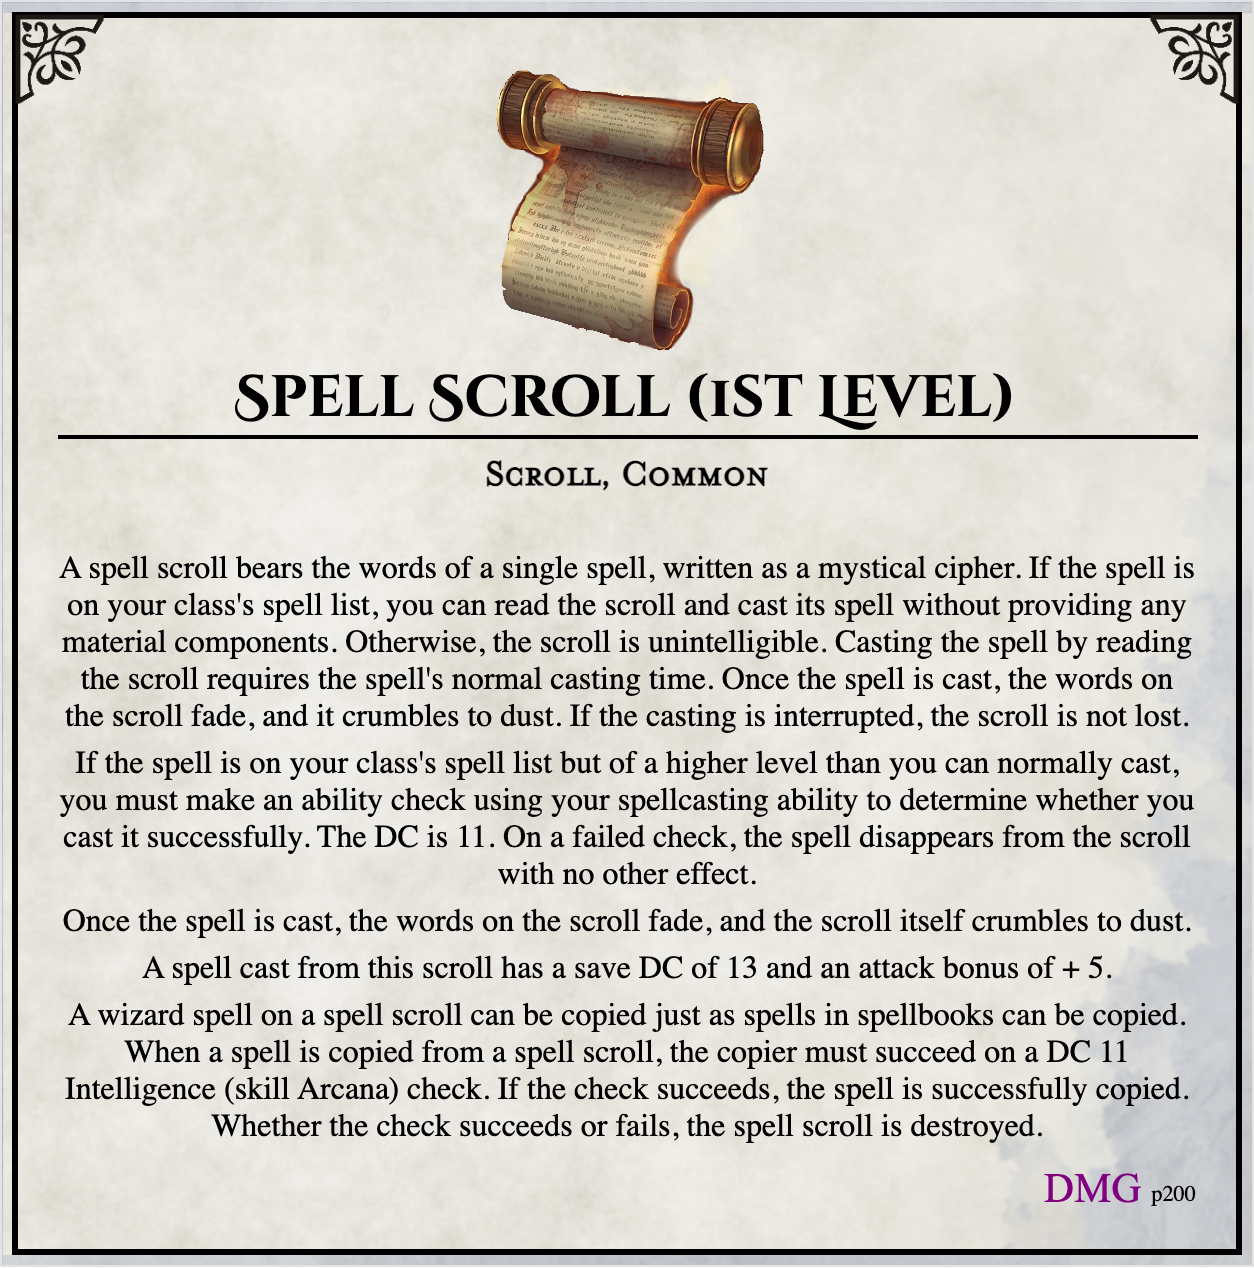 Spell Scroll (1st Level)
Scroll, Common
A spell scroll bears the words of a single spell, written as a mystical cipher. If the spell is
on your class's spell list, you can read the scroll and cast its spell without providing any
material components. Otherwise, the scroll is unintelligible. Casting the spell by reading
the scroll requires the spell's normal casting time. Once the spell is cast, the words on
the scroll fade, and it crumbles to dust. If the casting is interrupted, the scroll is not lost.
If the spell is on your class's spell list but of a higher level than you can normally cast,
you must make an ability check using your spellcasting ability to determine whether you
cast it successfully. The DC is 11. On a failed check, the spell disappears from the scroll
with no other effect.
Once the spell is cast, the words on the scroll fade, and the scroll itself crumbles to dust.
A spell cast from this scroll has a save DC of 13 and an attack bonus of + 5.
A wizard spell on a spell scroll can be copied just as spells in spellbooks can be copied.
When a spell is copied from a spell scroll, the copier must succeed on a DC 11
Intelligence (skill Arcana) check. If the check succeeds, the spell is successfully copied.
Whether the check succeeds or fails, the spell scroll is destroyed.
DMG p200